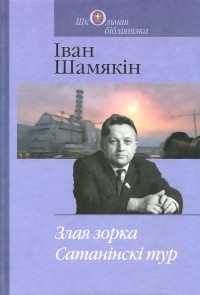 Школьная
бібліятэка
Іван
Шамякін
Злая зорка
Сатанінскі тур